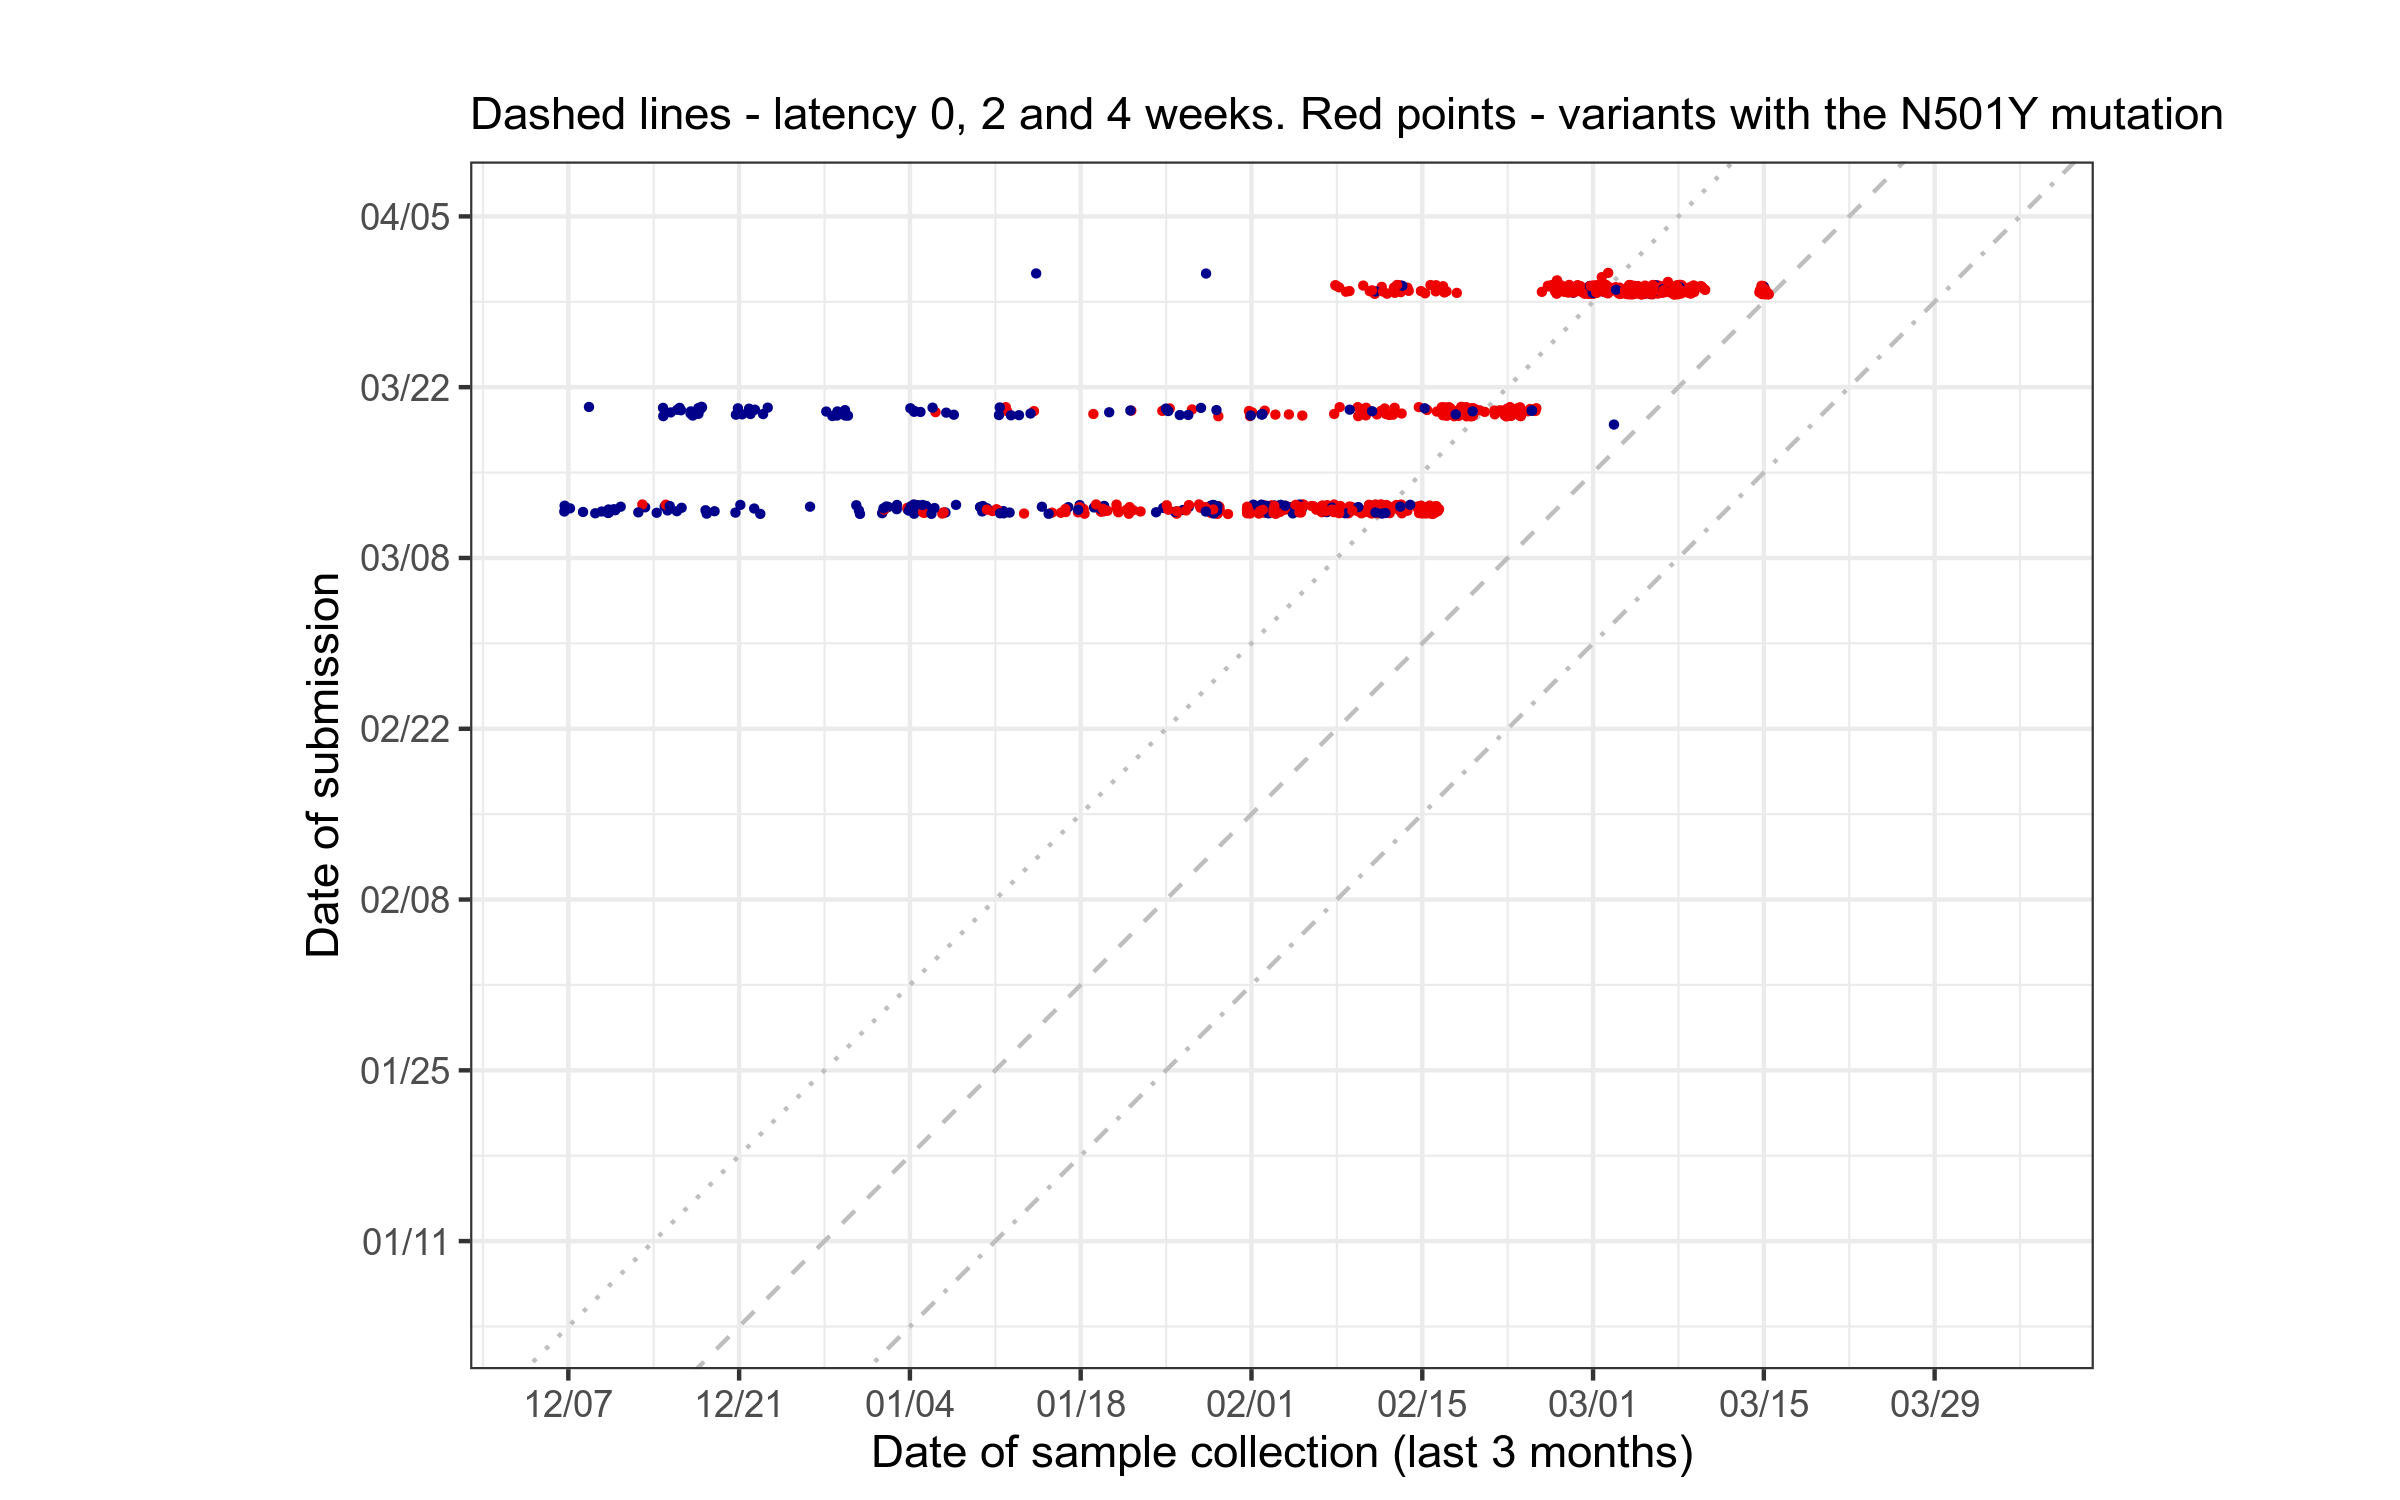 Dashed lines - latency 0, 2 and 4 weeks. Red points - variants with the N501Y mutation
04/05
03/22
03/08
02/22
02/08
01/25
01/11
Date of submission
12/07 12/21 01/04 01/18 02/01 02/15 03/01 03/15 03/29
Date of sample collection (last 3 months)